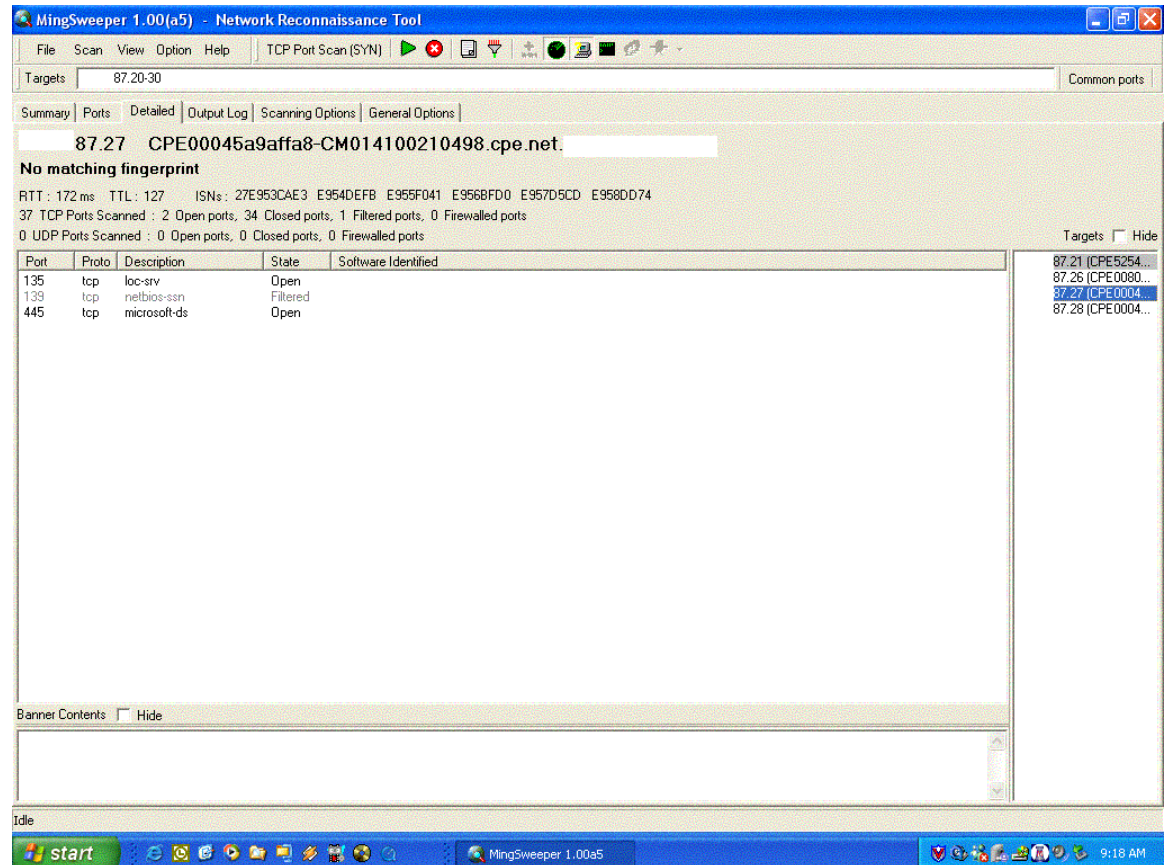 MingSweeper 1.00(a5) - Network Reconnaissance Tool
File Scan View Option Help TCP Port Scan (SYN)
Targets 87.20-30 Common ports
Summary Ports Detailed Output Log Scanning Options General Options
87.27 CPE00045a9affa8-CM014100210498.cpe.net.
No matching fingerprint
RTT : 172 ms TTL : 127 ISNs : 27E953CAE3 E954DEFB E955F041 E956BFD0 E957D5CD E958DD74
37 TCP Ports Scanned : 2 Open ports, 34 Closed ports, 1 Filtered ports, 0 Firewalled ports
0 UDP Ports Scanned : 0 Open ports, 0 Closed ports, 0 Firewalled ports
Targets Hide
Port Proto Description State Software Identified
135 tcp loc-srv Open
139 tcp netbios-ssn Filtered
445 tcp microsoft-ds Open
87.21 (CPE5254...
87.26 (CPE0080...
87.27 (CPE0004...
87.28 (CPE0004...
Banner Contents Hide
Idle
start MingSweeper 1.00a5 9:18 AM